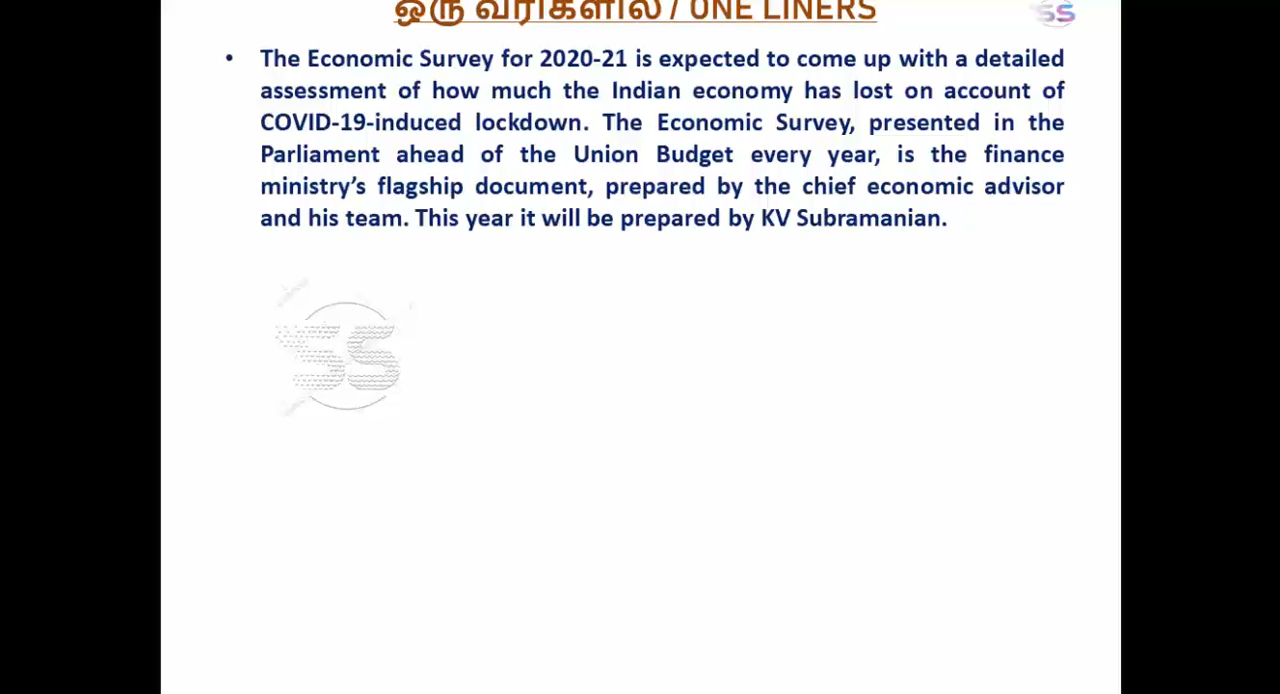 ஒரு வரிகளில் / ONE LINERS
SS
• The Economic Survey for 2020-21 is expected to come up with a detailed
assessment of how much the Indian economy has lost on account of
COVID-19-induced lockdown. The Economic Survey, presented in the
Parliament ahead of the Union Budget every year, is the finance
ministry’s flagship document, prepared by the chief economic advisor
and his team. This year it will be prepared by KV Subramanian.
SS